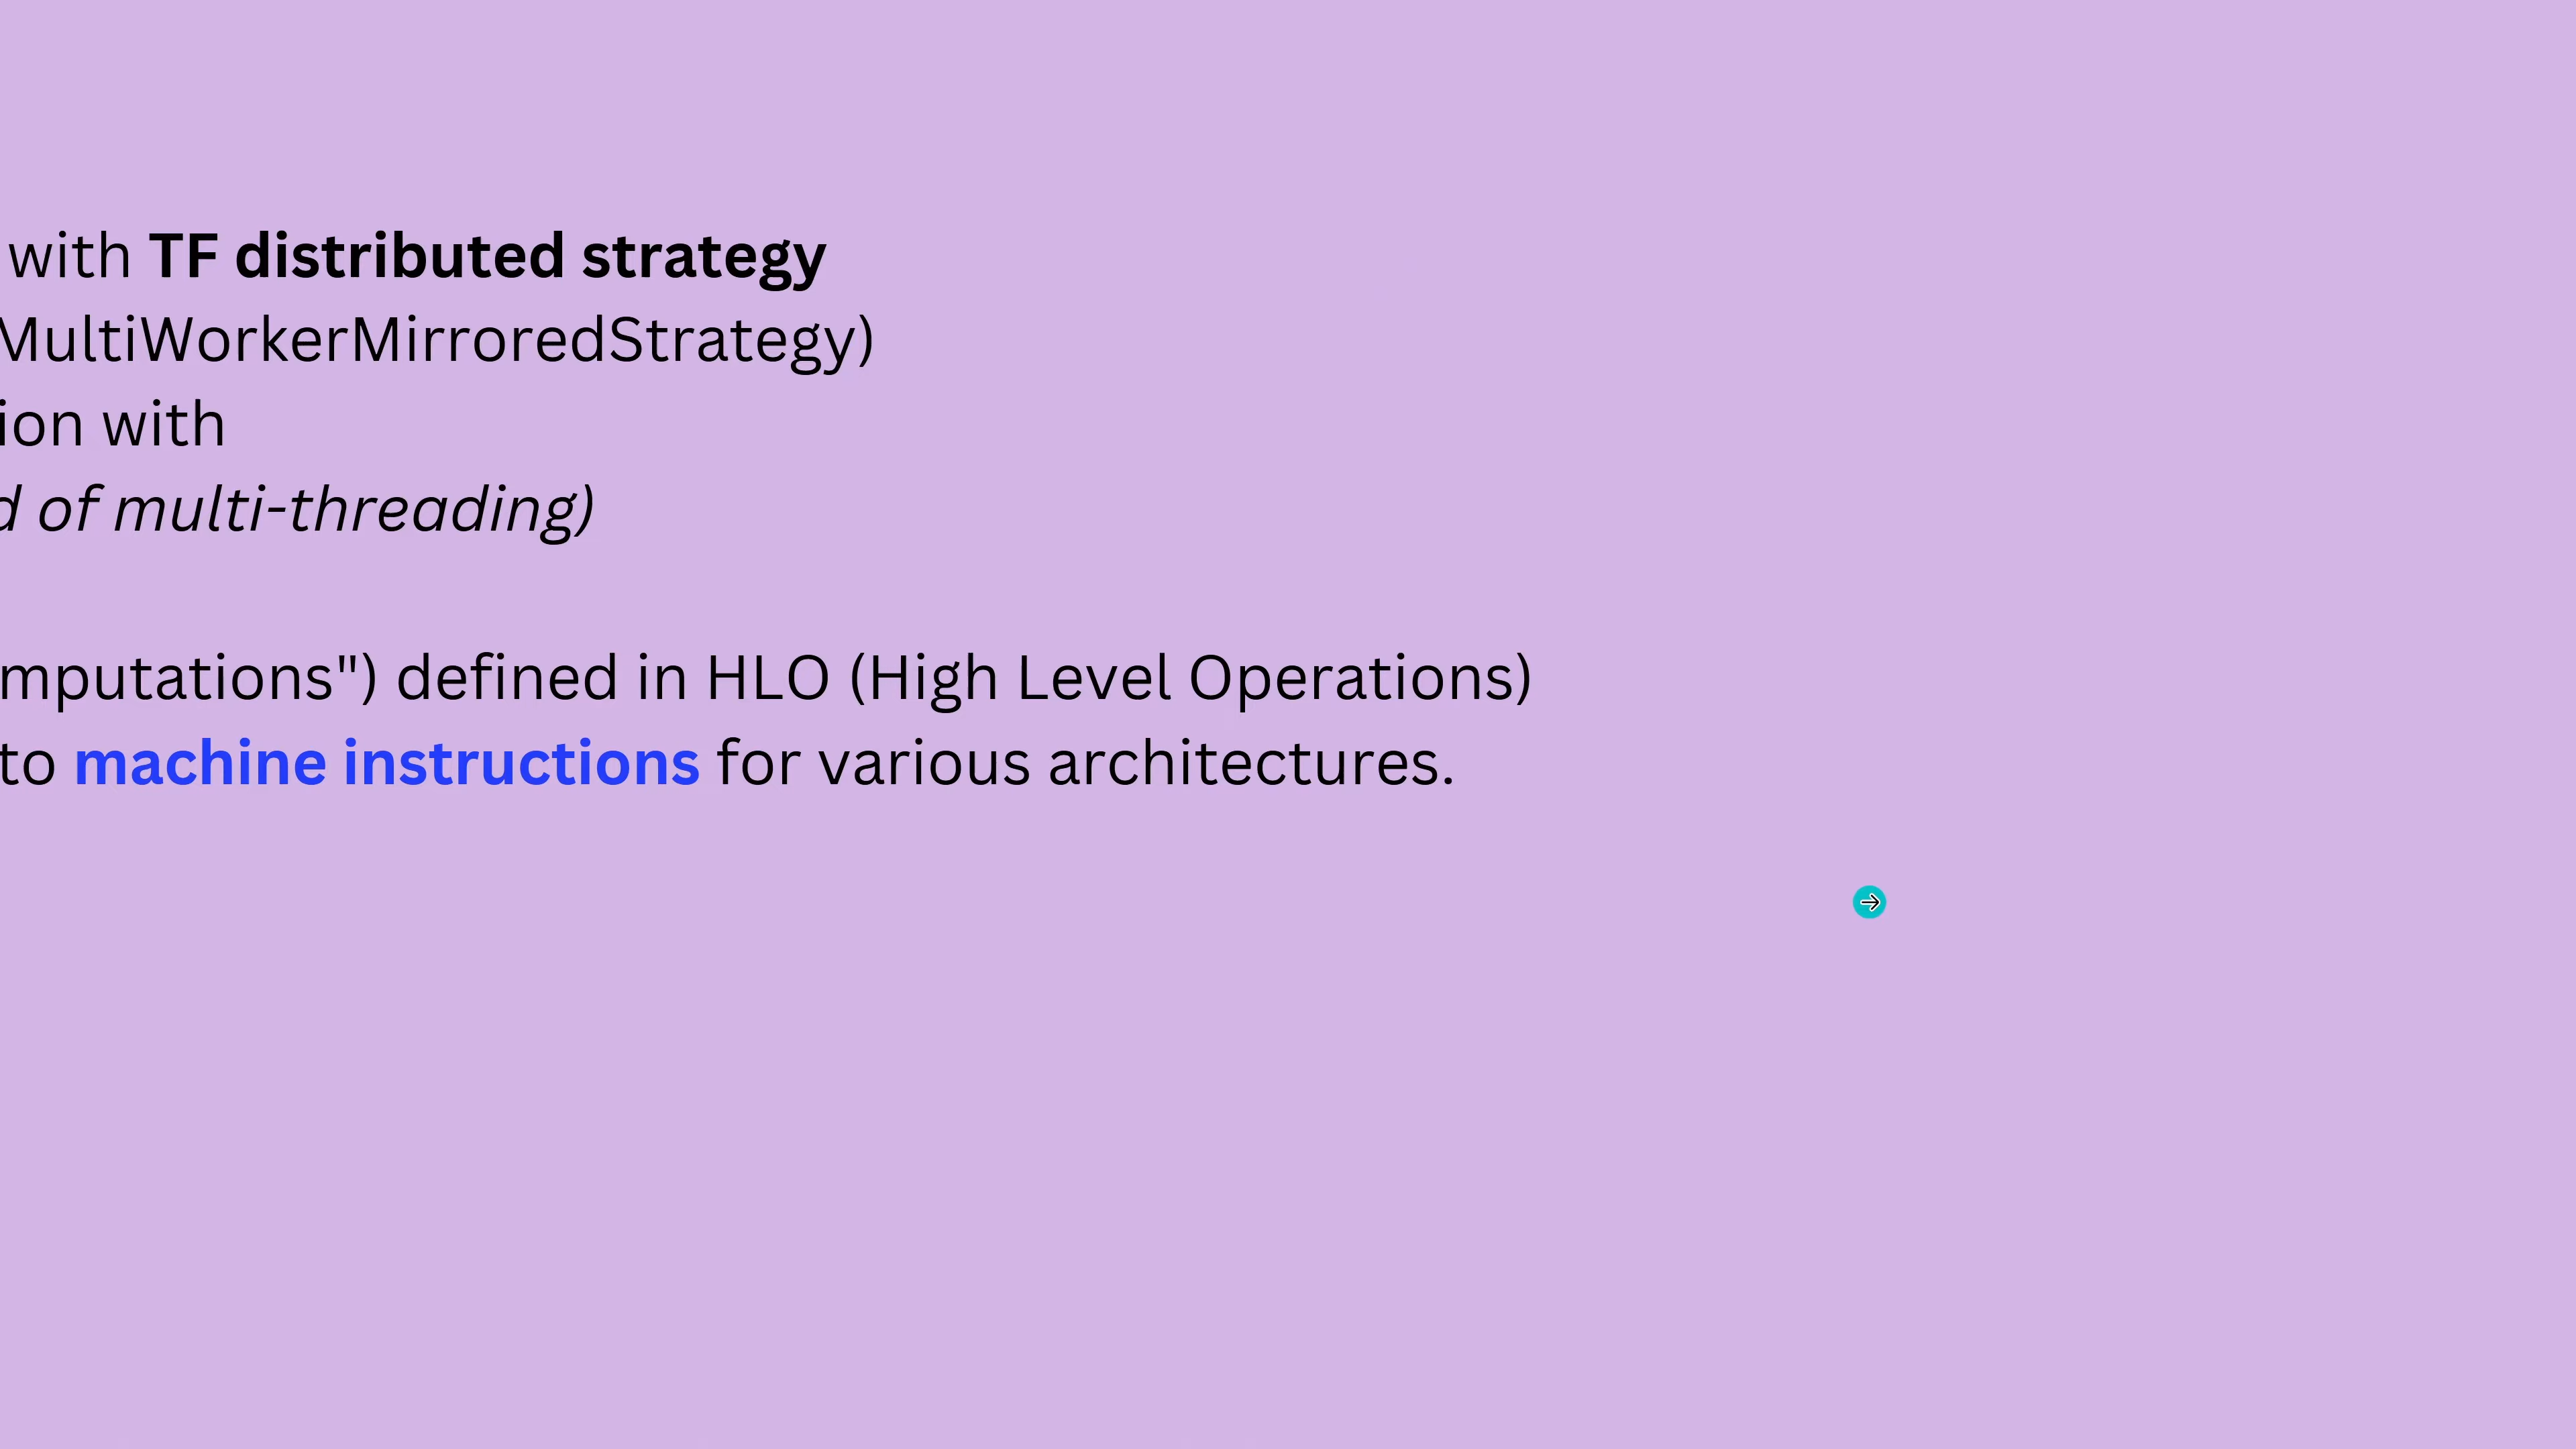 with TF distributed strategy
MultiWorkerMirroredStrategy)
ion with
d of multi-threading)
mputations") defined in HLO (High Level Operations)
to machine instructions for various architectures.